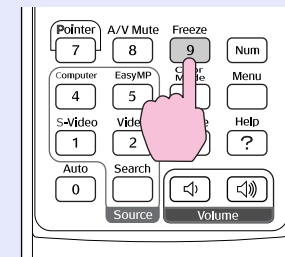 Pointer A/V Mute Freeze
7 8 9 Num
Computer EasyMP Mode Menu
4 5
S-Video Help
1 2 ?
Auto Search
0
Source Volume